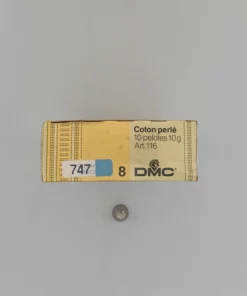 Coton perlé
10 pelotes 10g
Art. 116
747 8 DMC